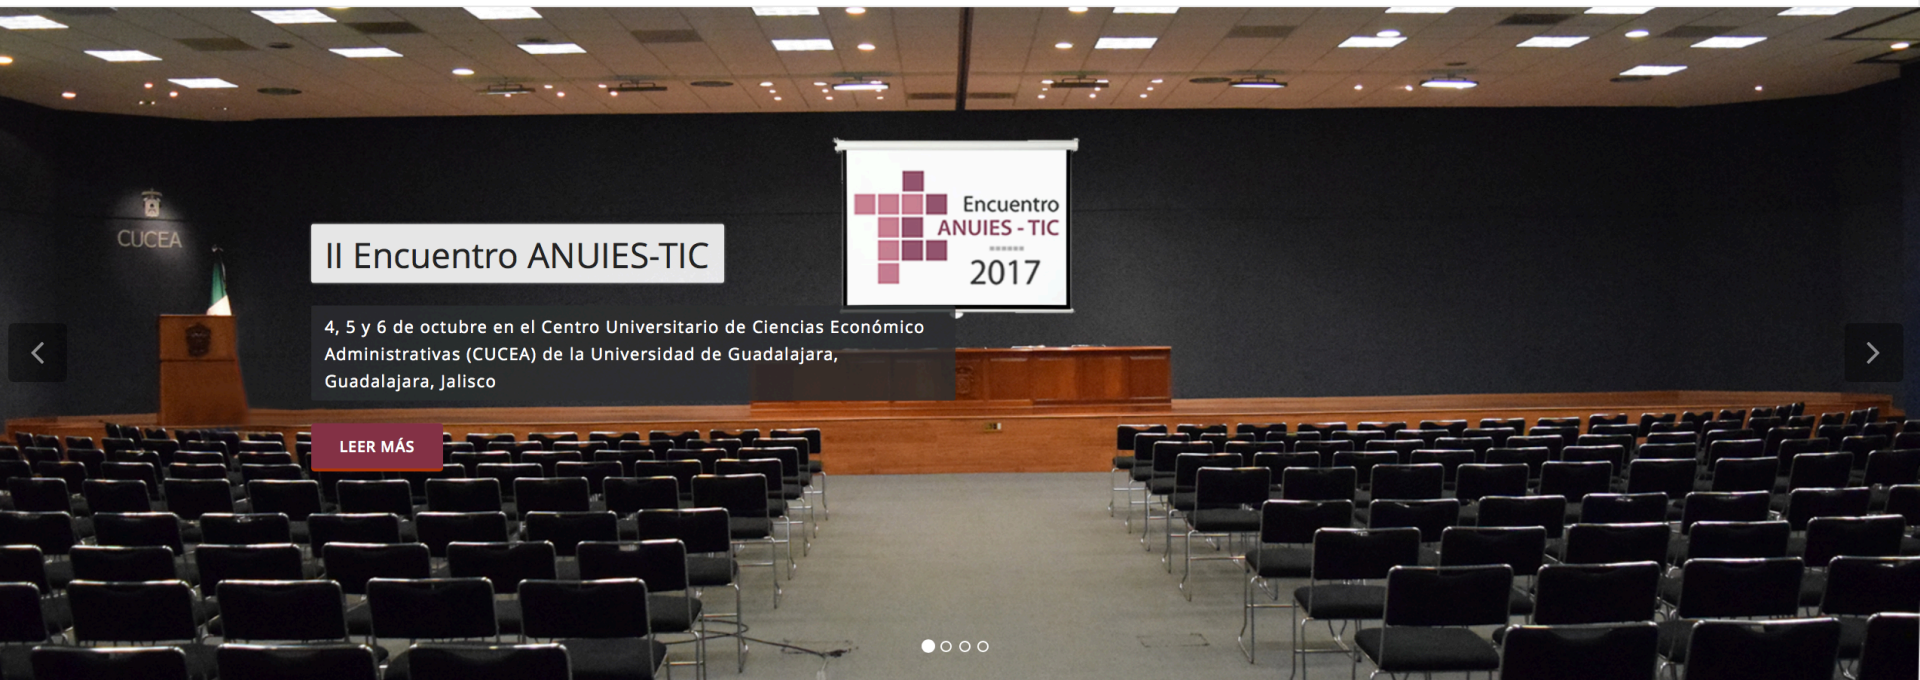 CUCEA
II Encuentro ANUIES-TIC
Encuentro
ANUIES - TIC
2017
4, 5 y 6 de octubre en el Centro Universitario de Ciencias Económico
Administrativas (CUCEA) de la Universidad de Guadalajara,
Guadalajara, Jalisco
LEER MÁS